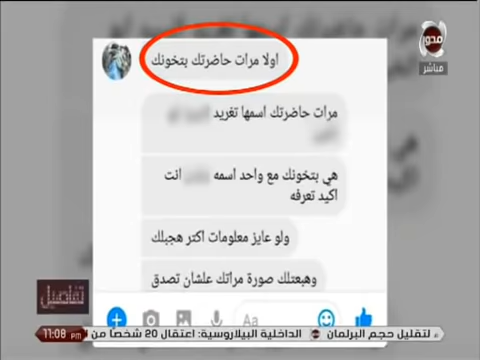 اولا مرات حاضرتك بتخونك
مرات حاضرتك اسمها تغريد
هي بتخونك مع واحد اسمه انت
اكيد تعرفه
ولو عايز معلومات اكتر هجبلك
وهبعتلك صورة مراتك علشان تصدق
Aa
محور
مباشر
تفاصيل
11:08 pm
الداخلية البيلاروسية: اعتقال 20 شخصا من
لتقليل حجم البرلمان